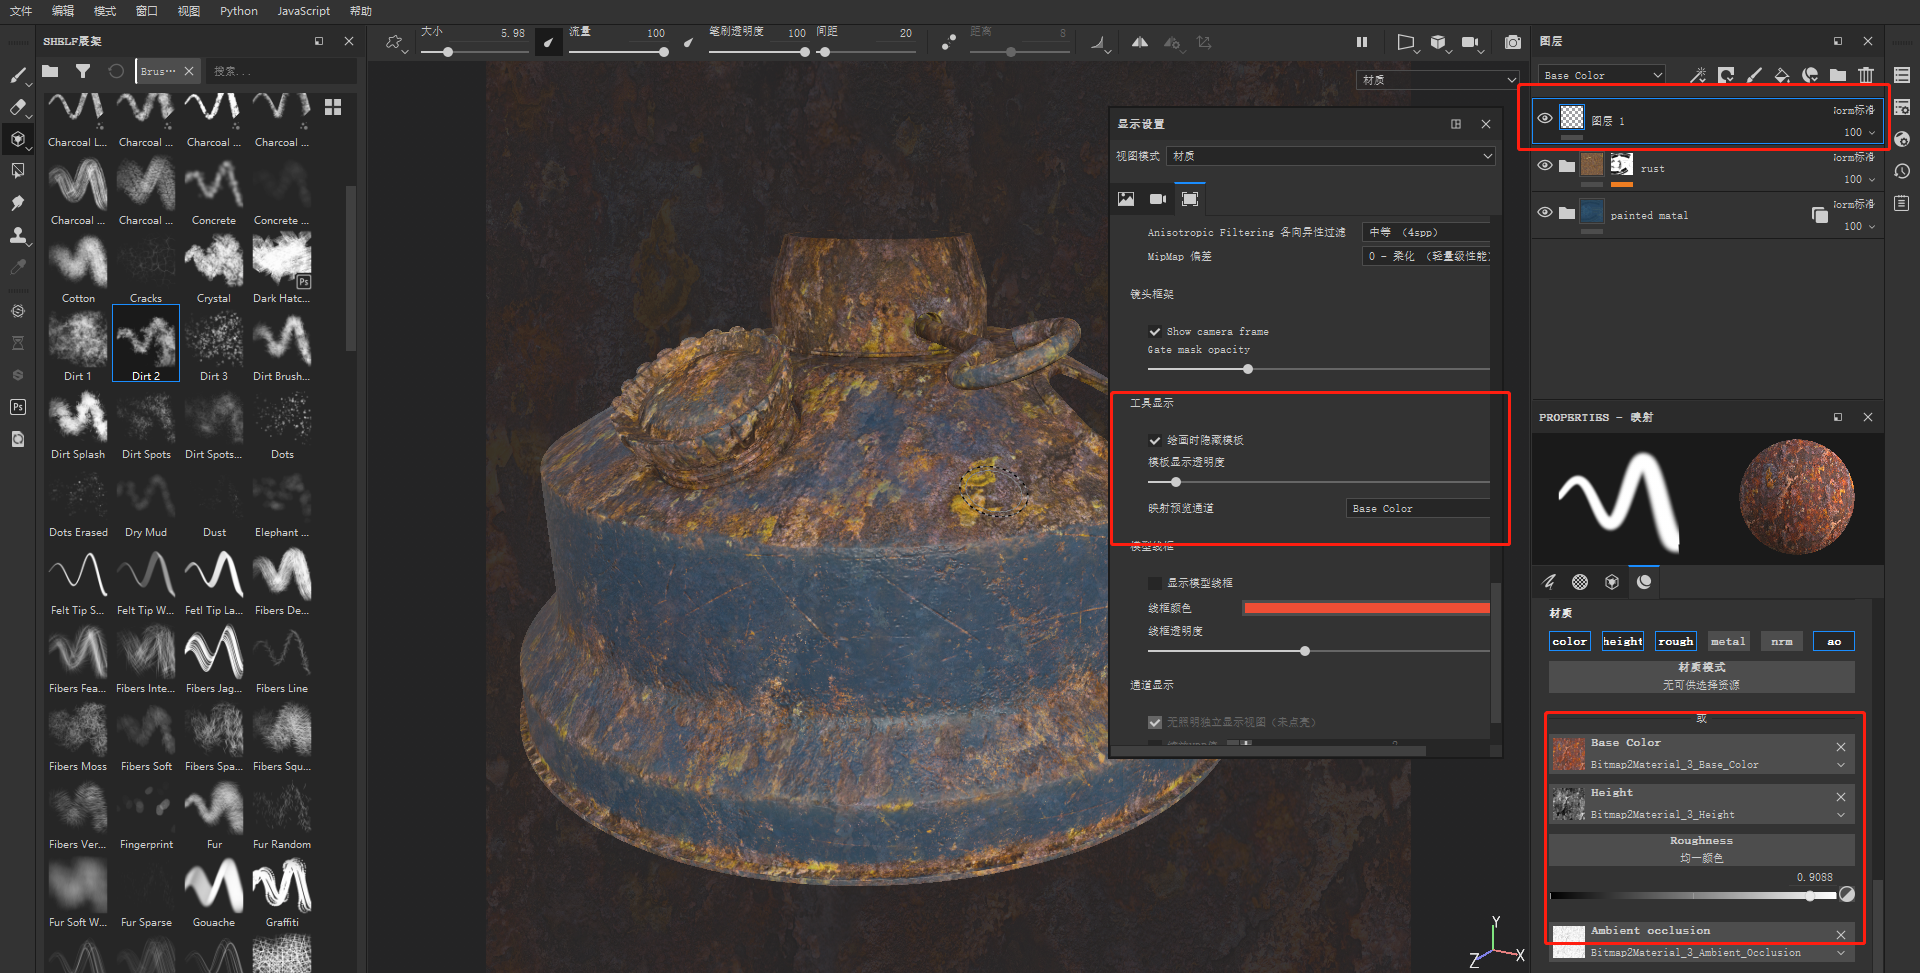 文件 编辑 模式 窗口 视图 Python JavaScript 帮助
SHELF展架
Brus···
搜索...
大小 5.98
流量 100
笔刷透明度 100
间距 20
距离 8
材质
Charcoal L... Charcoal ... Charcoal ... Charcoal ...
Charcoal ... Charcoal ... Concrete Concrete ...
Cotton Cracks Crystal Dark Hatc...
Ps
Dirt 1 Dirt 2 Dirt 3 Dirt Brush...
Ps
Dirt Splash Dirt Spots Dirt Spots... Dots
Dots Erased Dry Mud Dust Elephant ...
Felt Tip S... Felt Tip W... Fetl Tip La... Fibers De...
Fibers Fea... Fibers Inte... Fibers Jag... Fibers Line
Fibers Moss Fibers Soft Fibers Spa... Fibers Squ...
Fibers Ver... Fingerprint Fur Fur Random
Fur Soft W... Fur Sparse Gouache Graffiti
显示设置
视图模式 材质
Anisotropic Filtering 各向异性过滤 中等 (4spp)
MipMap 偏差 0 - 柔化 (轻量级性能)
镜头框架
Show camera frame
Gate mask opacity
工具显示
绘画时隐藏模板
模板显示透明度
映射预览通道 Base Color
模型线框
显示模型线框
线框颜色
线框透明度
通道显示
无照明独立显示视图(未点亮)
Y
X
Z
图层
Base Color
图层 1 Norm标准
100
rust Norm标准
100
painted matal Norm标准
100
PROPERTIES - 映射
材质
color height rough metal nrm ao
材质模式
无可供选择资源
或
Base Color
Bitmap2Material_3_Base_Color
Height
Bitmap2Material_3_Height
Roughness
均一颜色
0.9088
Ambient occlusion
Bitmap2Material_3_Ambient_Occlusion